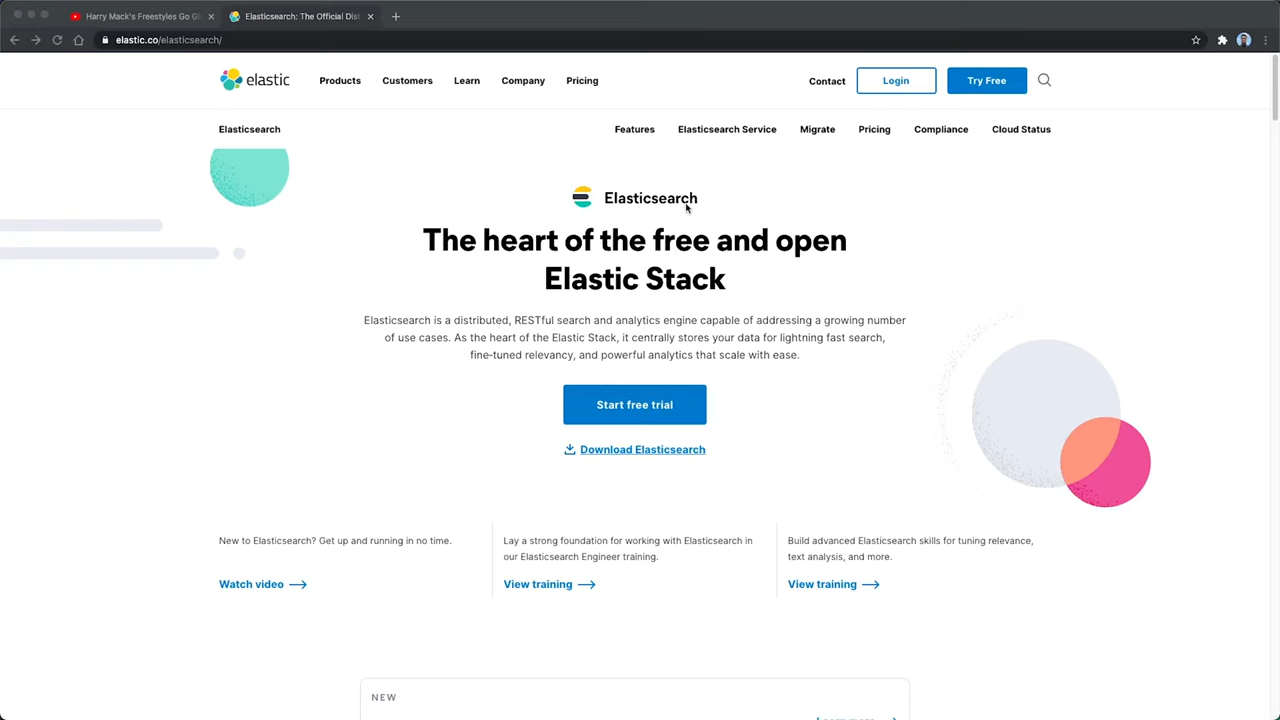 Harry Mack's Freestyles Go Gl
Elasticsearch: The Official Dist
elastic.co/elasticsearch/
elastic
Products
Customers
Learn
Company
Pricing
Contact
Login
Try Free
Elasticsearch
Features
Elasticsearch Service
Migrate
Pricing
Compliance
Cloud Status
Elasticsearch
The heart of the free and open
Elastic Stack
Elasticsearch is a distributed, RESTful search and analytics engine capable of addressing a growing number
of use cases. As the heart of the Elastic Stack, it centrally stores your data for lightning fast search,
fine-tuned relevancy, and powerful analytics that scale with ease.
Start free trial
Download Elasticsearch
New to Elasticsearch? Get up and running in no time.
Watch video
Lay a strong foundation for working with Elasticsearch in
our Elasticsearch Engineer training.
View training
Build advanced Elasticsearch skills for tuning relevance,
text analysis, and more.
View training
NEW